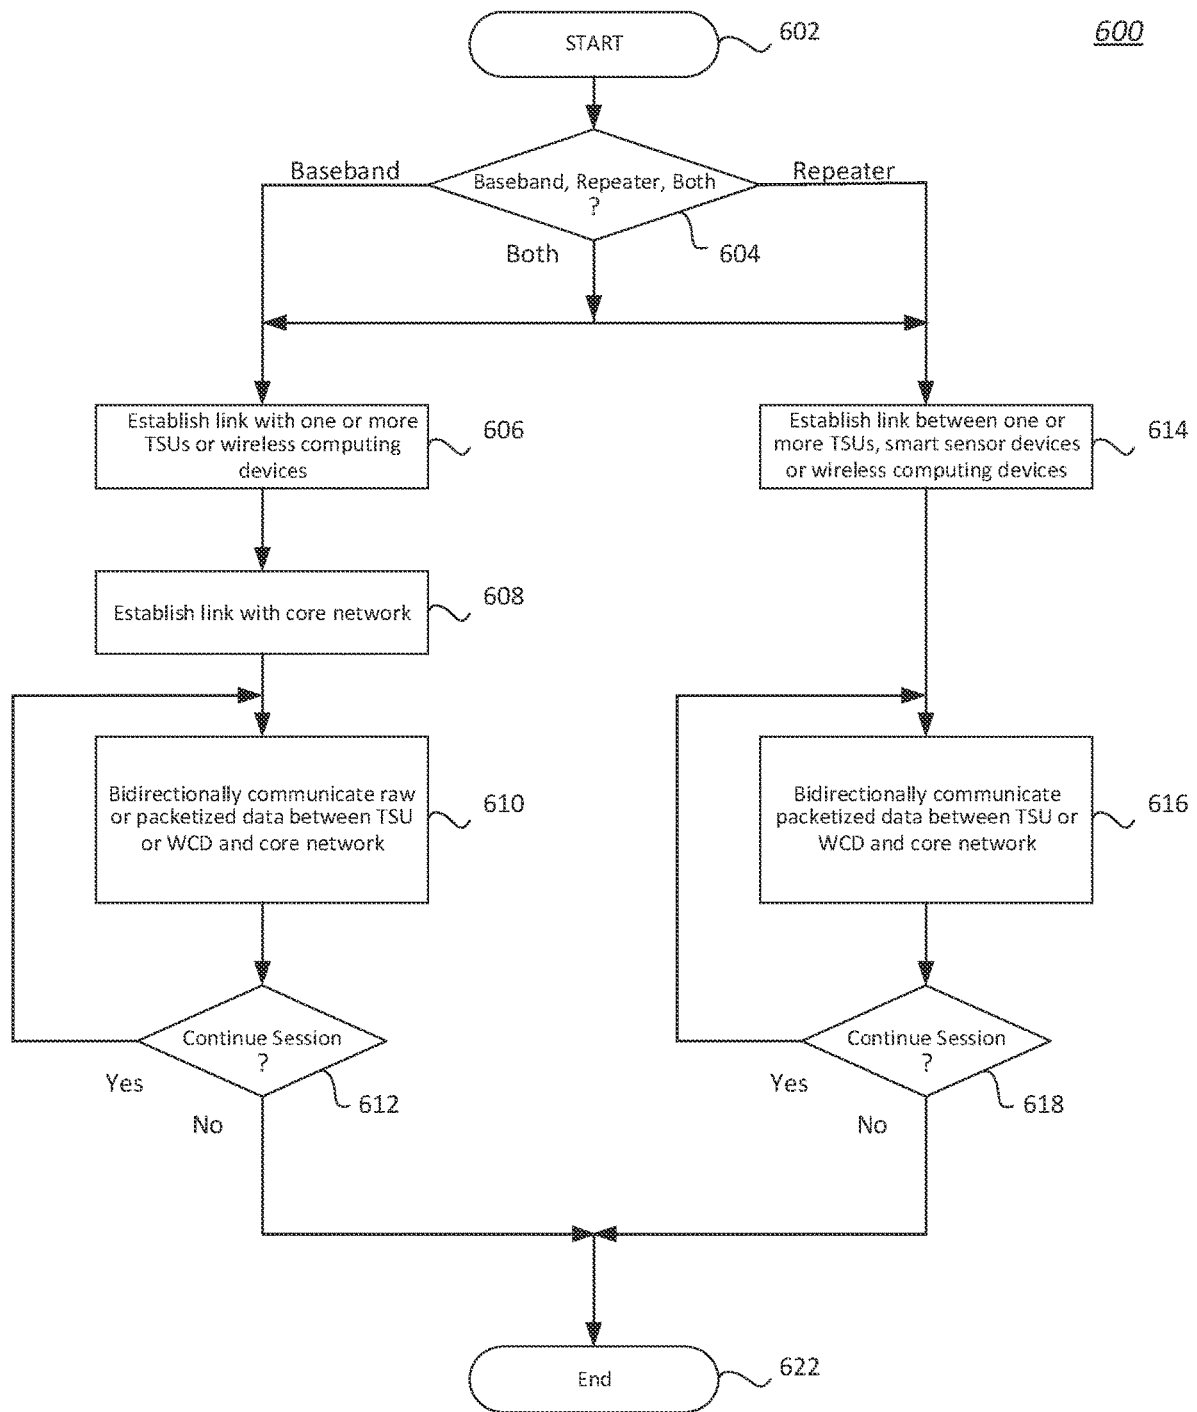 600
START
602
Baseband, Repeater, Both
?
604
Baseband
Repeater
Both
Establish link with one or more
TSUs or wireless computing
devices
606
Establish link between one or
more TSUs, smart sensor devices
or wireless computing devices
614
Establish link with core network
608
Bidirectionally communicate raw
or packetized data between TSU
or WCD and core network
610
Bidirectionally communicate
packetized data between TSU or
WCD and core network
616
Continue Session
?
612
Yes
No
Continue Session
?
618
Yes
No
End
622